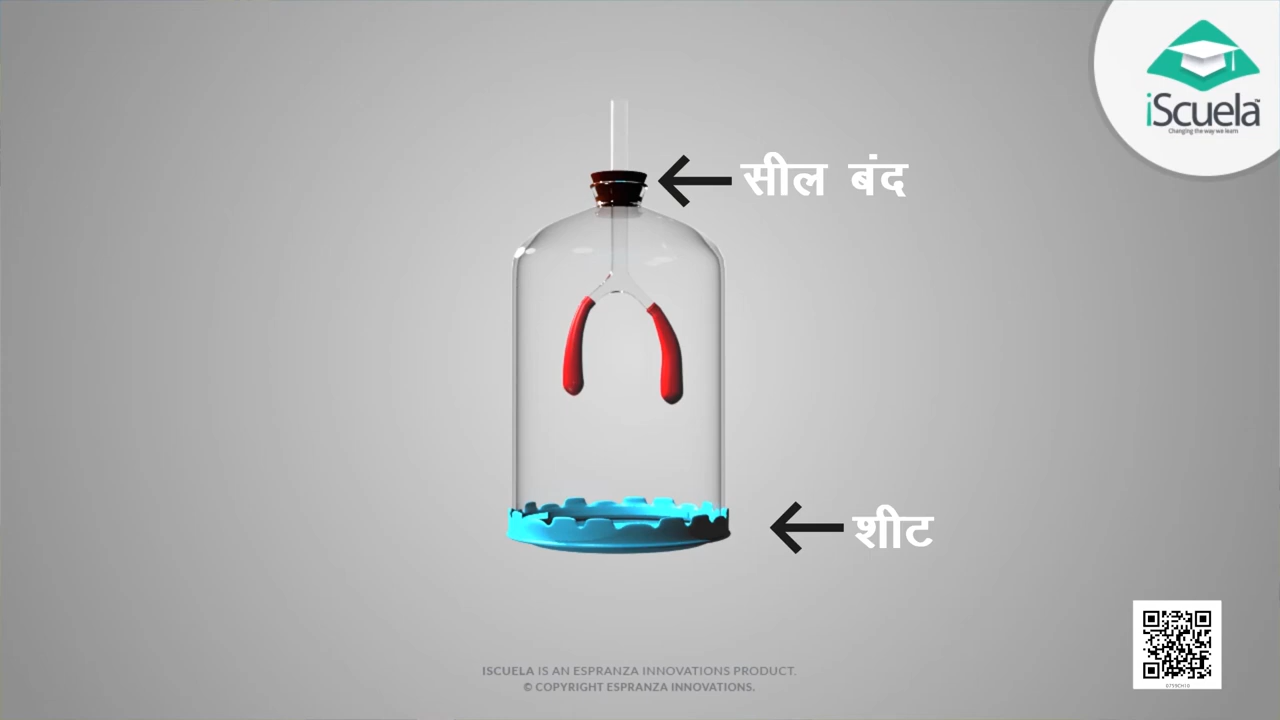 iScuela
Changing the way we learn
सील बंद
शीट
ISCUELA IS AN ESPRANZA INNOVATIONS PRODUCT.
© COPYRIGHT ESPRANZA INNOVATIONS.